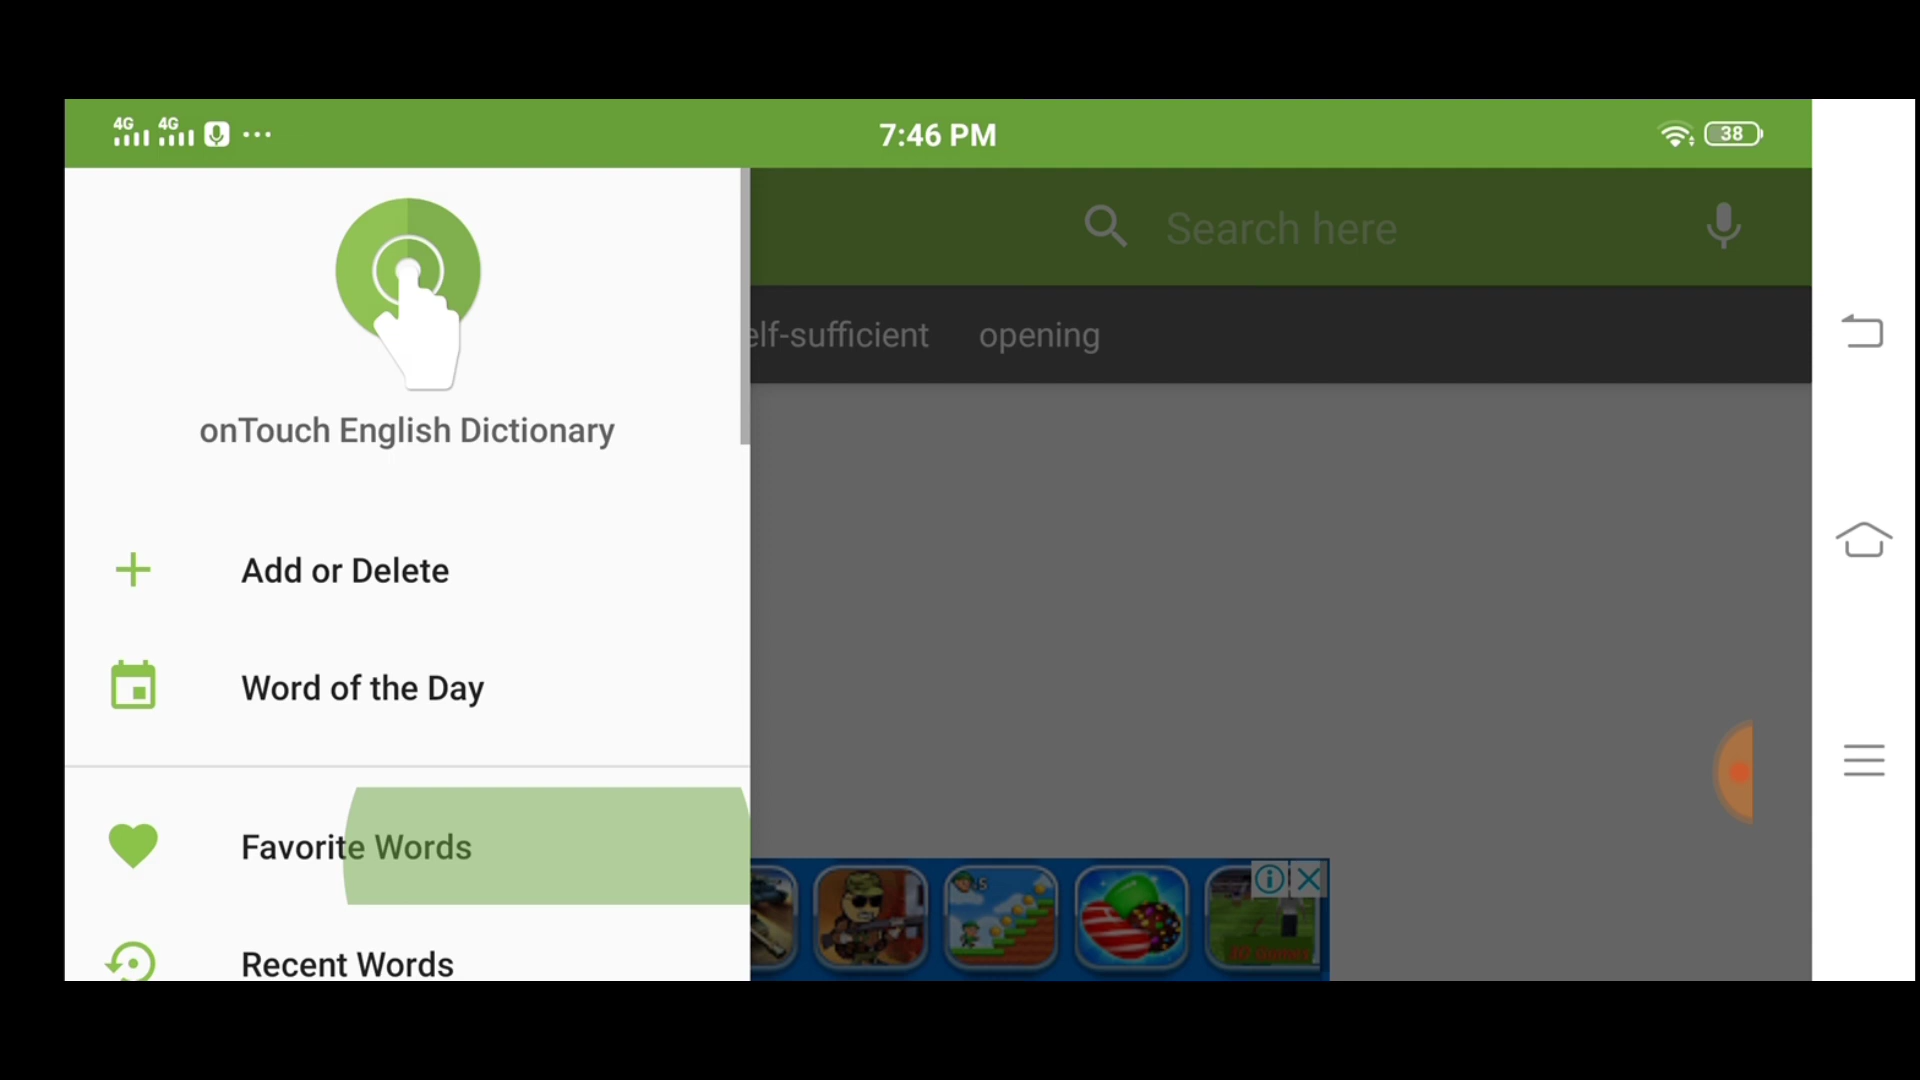 4G 4G 7:46 PM 38
Search here
elf-sufficient opening
onTouch English Dictionary
Add or Delete
Word of the Day
Favorite Words
Recent Words